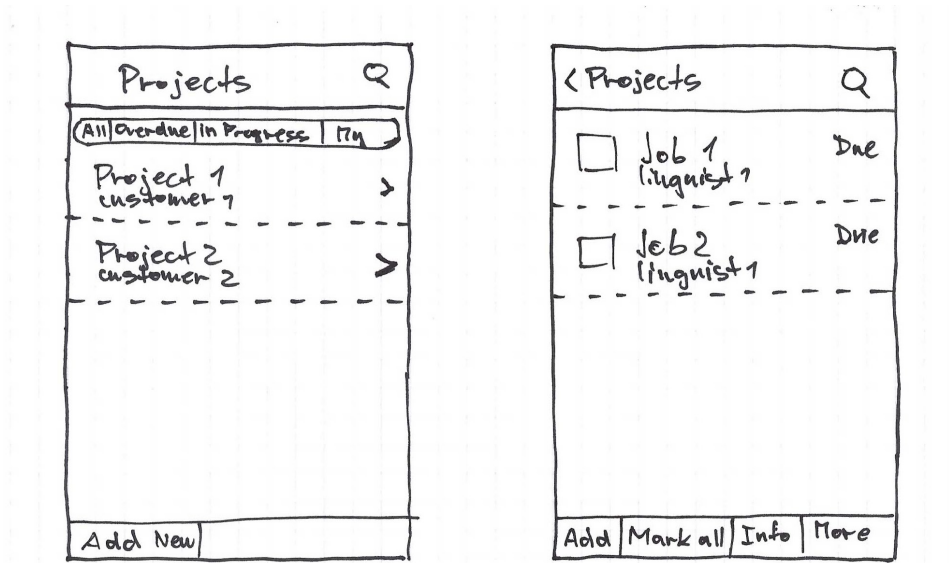 Projects
All Overdue In Progress My
Project 1
customer 1
Project 2
customer 2
Add New
< Projects
Job 1 Due
linguist 1
Job 2 Due
linguist 1
Add Mark all Info More